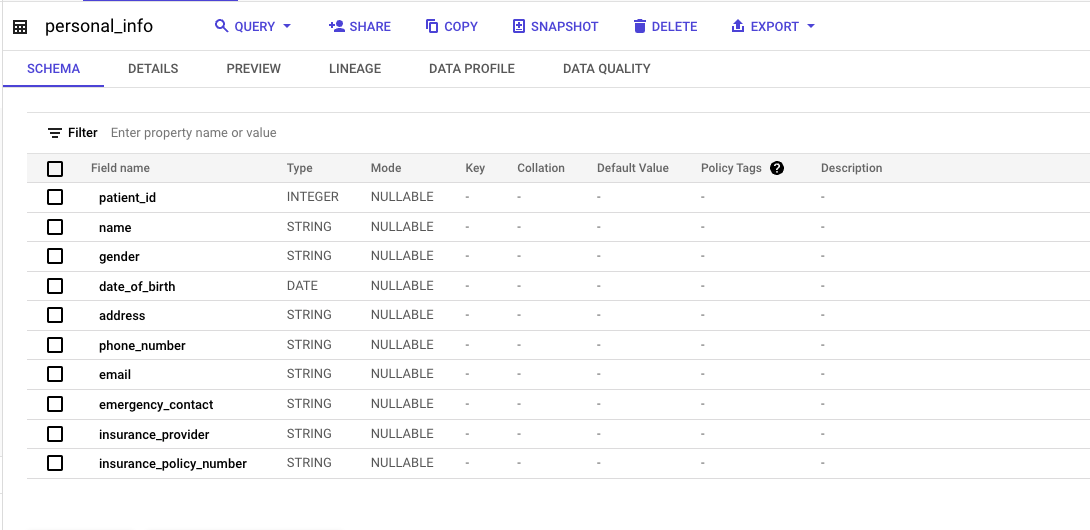 personal_info QUERY SHARE COPY SNAPSHOT DELETE EXPORT
SCHEMA DETAILS PREVIEW LINEAGE DATA PROFILE DATA QUALITY
Filter Enter property name or value
Field name Type Mode Key Collation Default Value Policy Tags ? Description
patient_id INTEGER NULLABLE - - - - -
name STRING NULLABLE - - - - -
gender STRING NULLABLE - - - - -
date_of_birth DATE NULLABLE - - - - -
address STRING NULLABLE - - - - -
phone_number STRING NULLABLE - - - - -
email STRING NULLABLE - - - - -
emergency_contact STRING NULLABLE - - - - -
insurance_provider STRING NULLABLE - - - - -
insurance_policy_number STRING NULLABLE - - - - -